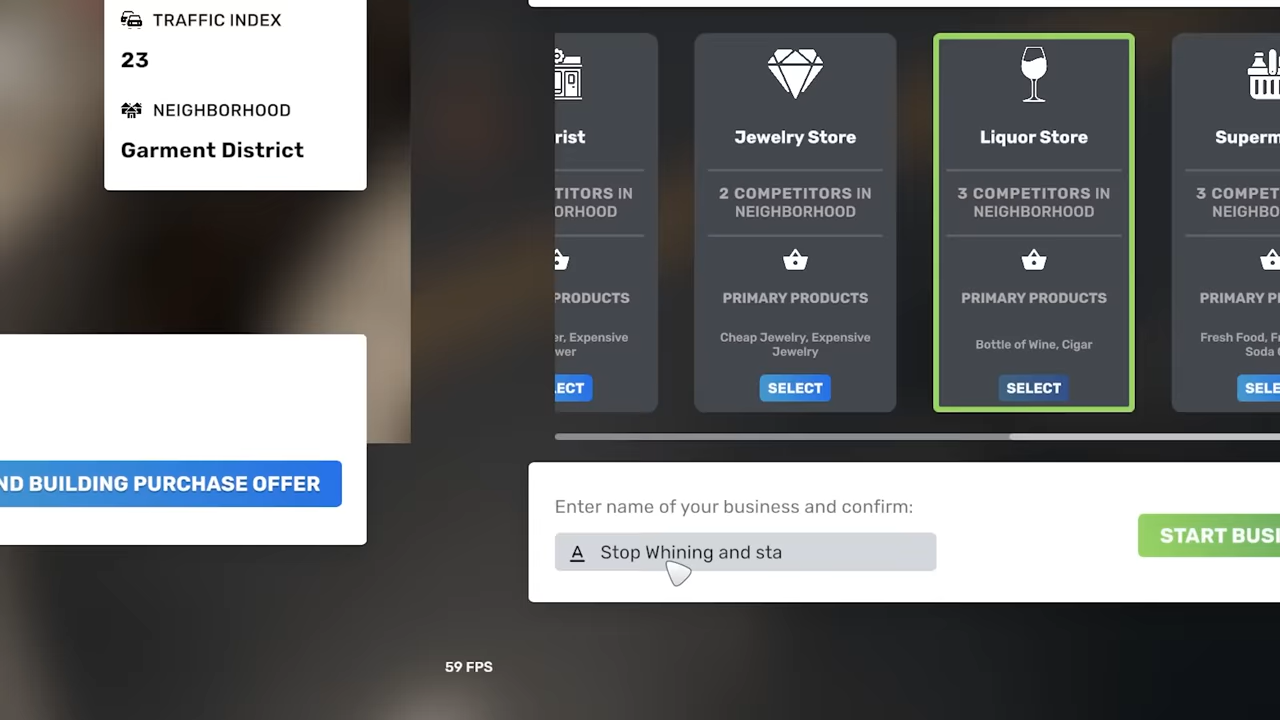 TRAFFIC INDEX
23
NEIGHBORHOOD
Garment District
ND BUILDING PURCHASE OFFER
rist
TITORS IN
ORHOOD
PRODUCTS
er, Expensive
wer
ECT
Jewelry Store
2 COMPETITORS IN
NEIGHBORHOOD
PRIMARY PRODUCTS
Cheap Jewelry, Expensive
Jewelry
SELECT
Liquor Store
3 COMPETITORS IN
NEIGHBORHOOD
PRIMARY PRODUCTS
Bottle of Wine, Cigar
SELECT
Superm
3 COMPET
NEIGHB
PRIMARY P
Fresh Food, Fr
Soda
SELE
Enter name of your business and confirm:
A Stop Whining and sta
START BUSI
59 FPS